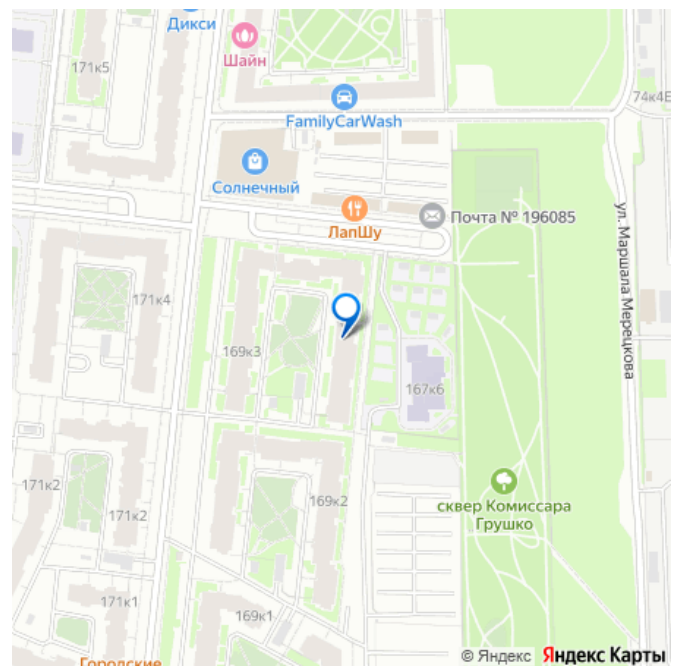 Дикси
Шайн
171к5
74к4Е
FamilyCarWash
Солнечный
ЛапШу
Почта № 196085
ул. Маршала Мерецкова
171к4
169к3
167к6
171к2
171к2
169к2
сквер Комиссара
Грушко
171к1
169к1
Городские
© Яндекс Яндекс Карты